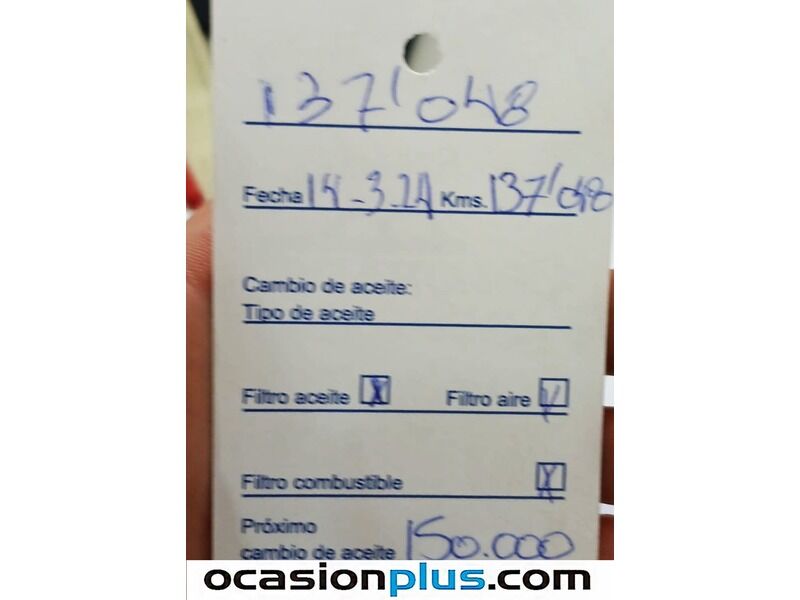 137'048
Fecha 14-3-24 Kms. 137'048
Cambio de aceite:
Tipo de aceite
Filtro aceite X Filtro aire
Filtro combustible X
Próximo
cambio de aceite 150.000
ocasionplus.com